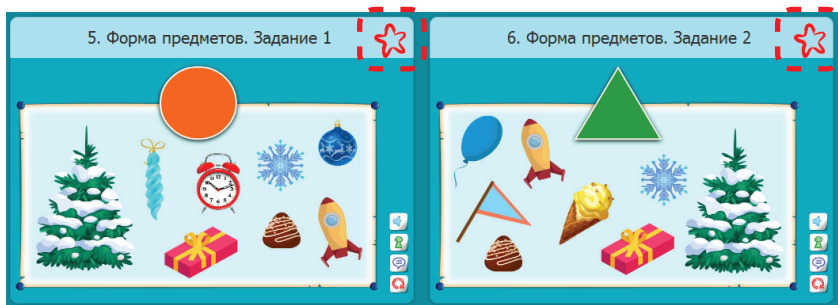 5. Форма предметов. Задание 1
6. Форма предметов. Задание 2